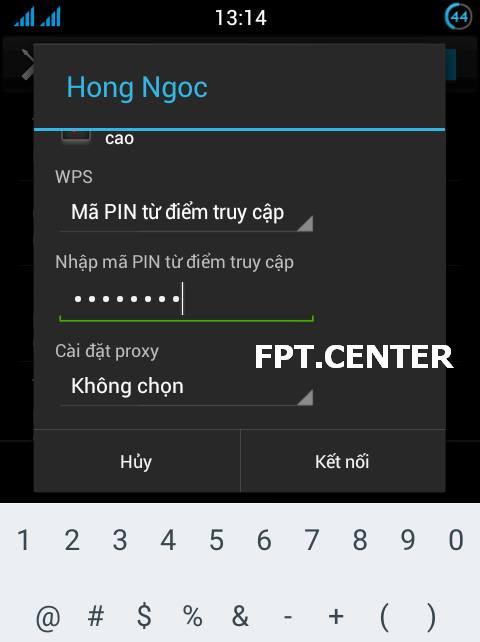 13:14
44
Hong Ngoc
cao
WPS
Mã PIN từ điểm truy cập
Nhập mã PIN từ điểm truy cập
••••••••
Cài đặt proxy
FPT.CENTER
Không chọn
Hủy Kết nối
1 2 3 4 5 6 7 8 9 0
@ # $ % & - + ( )